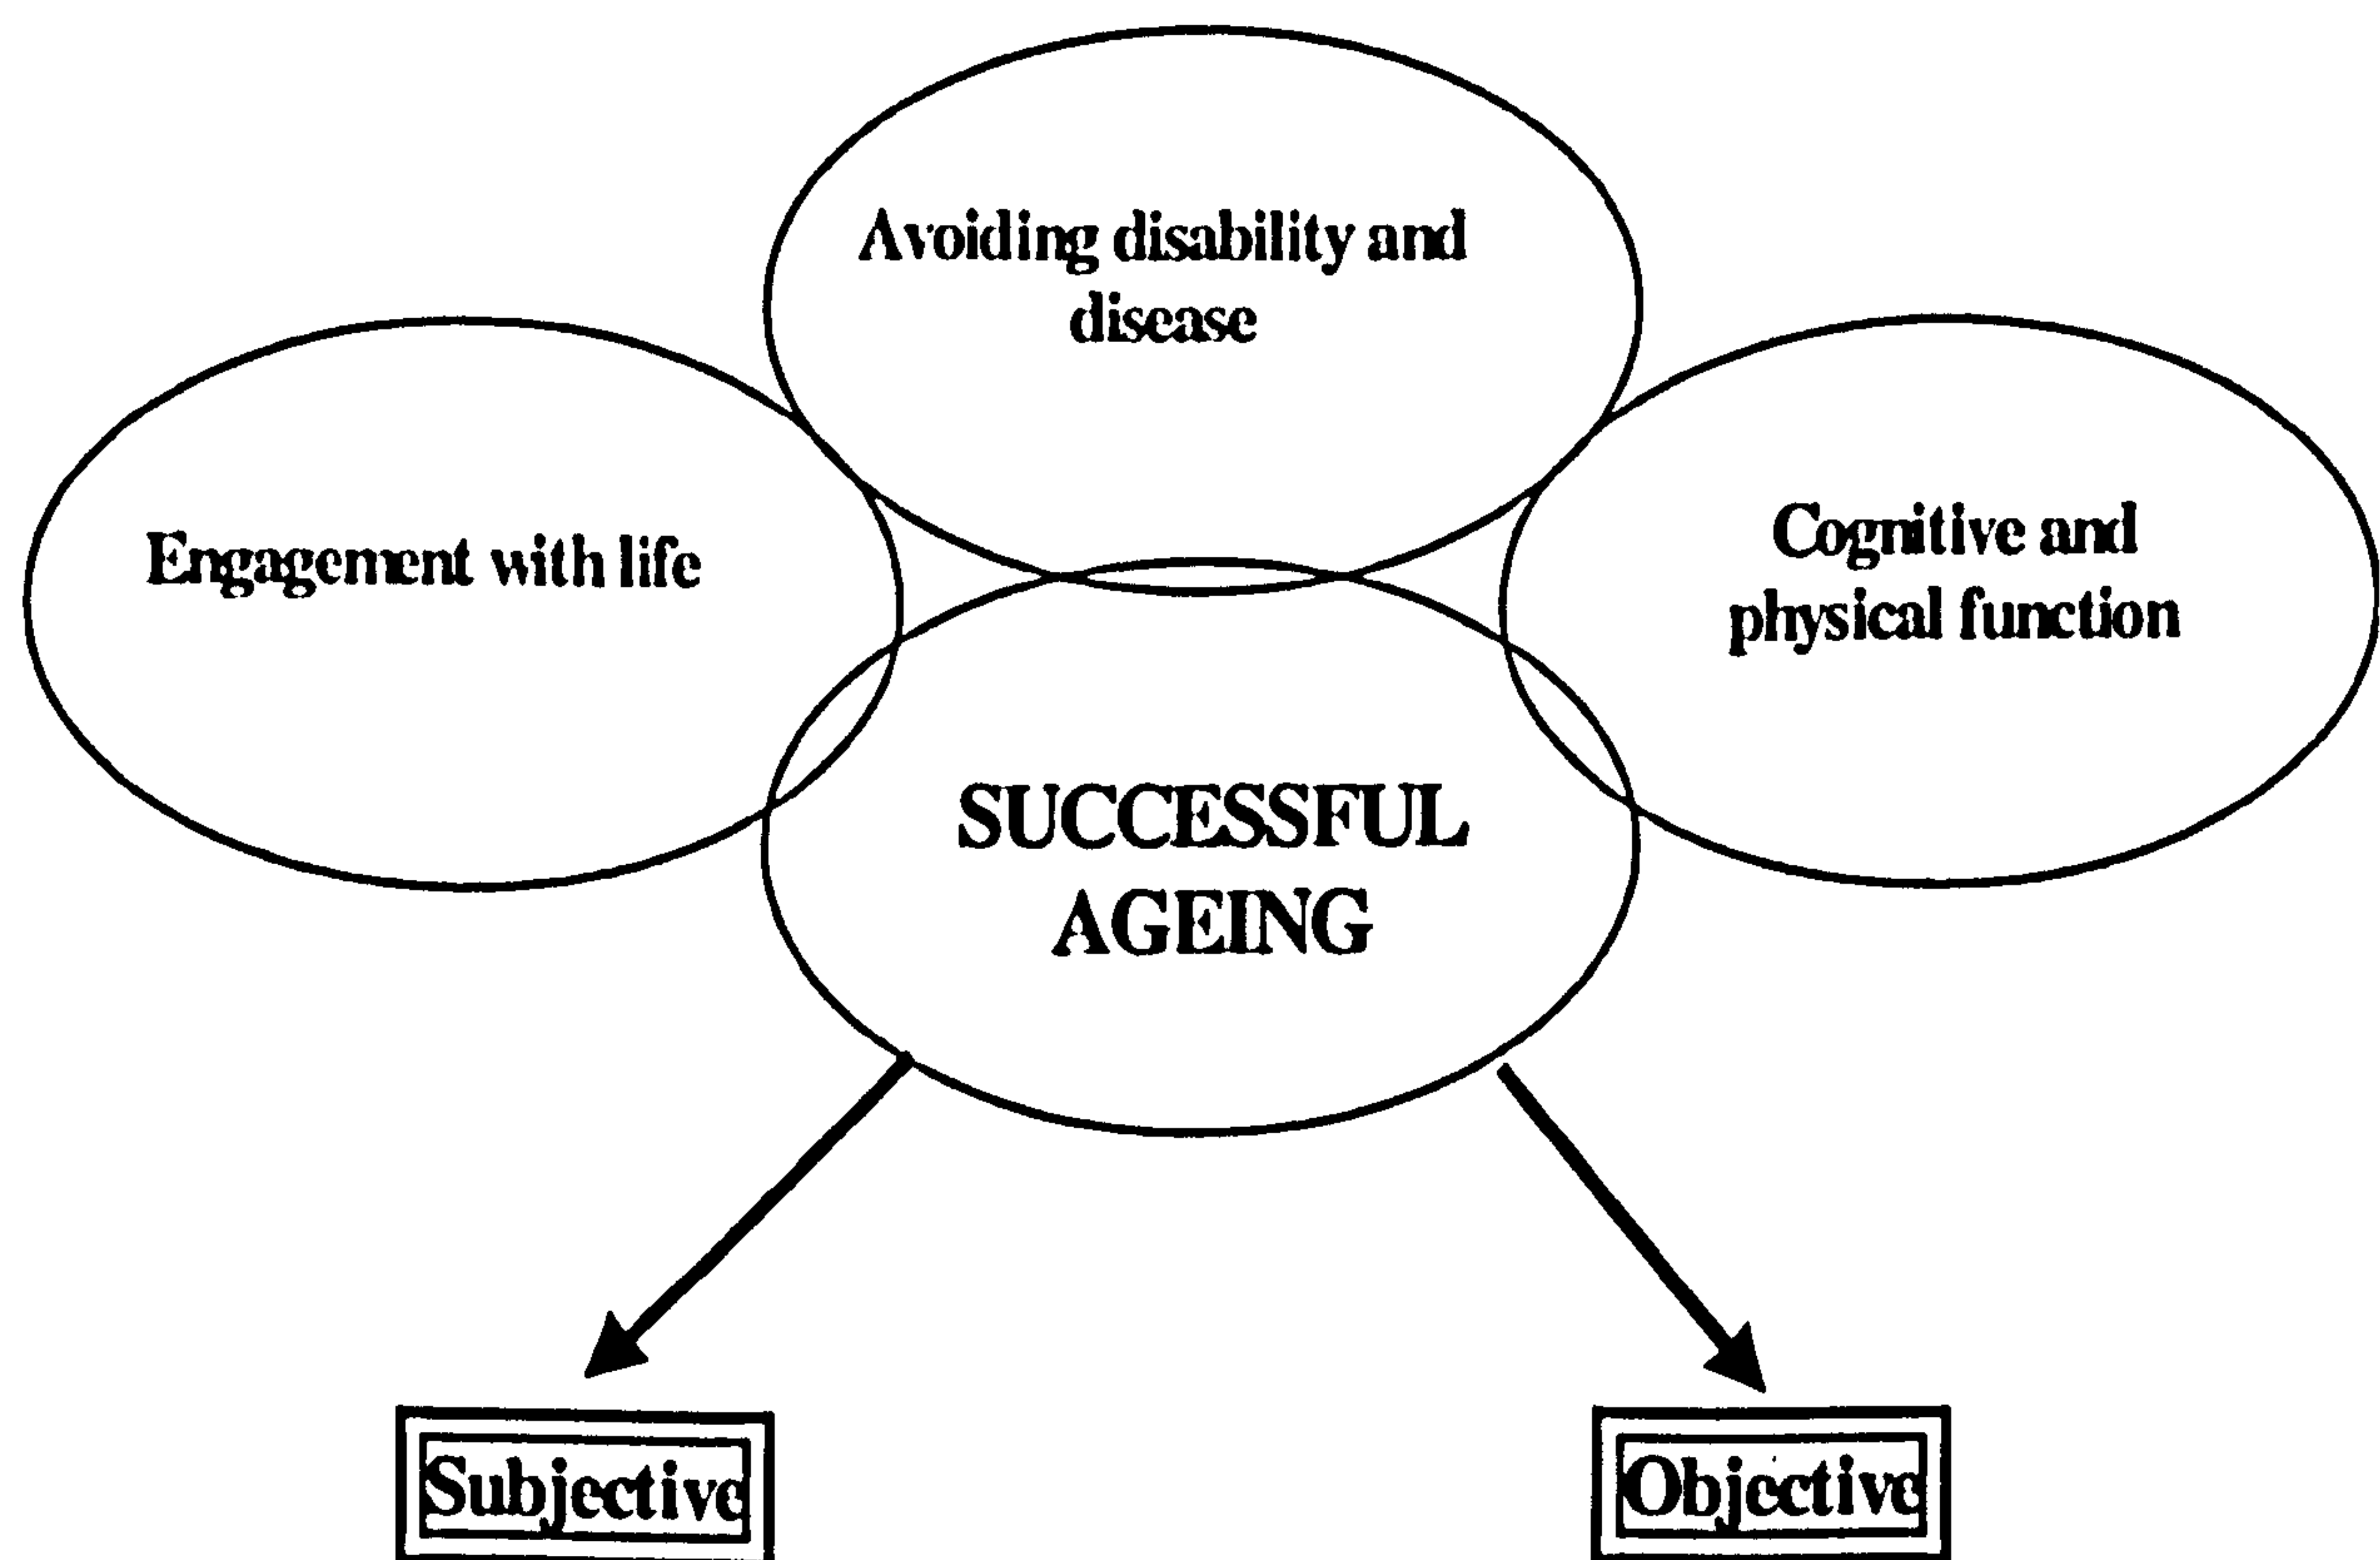 Avoiding disability and
disease
Engagement with life
Cognitive and
physical function
SUCCESSFUL
AGEING
Subjective
Objective